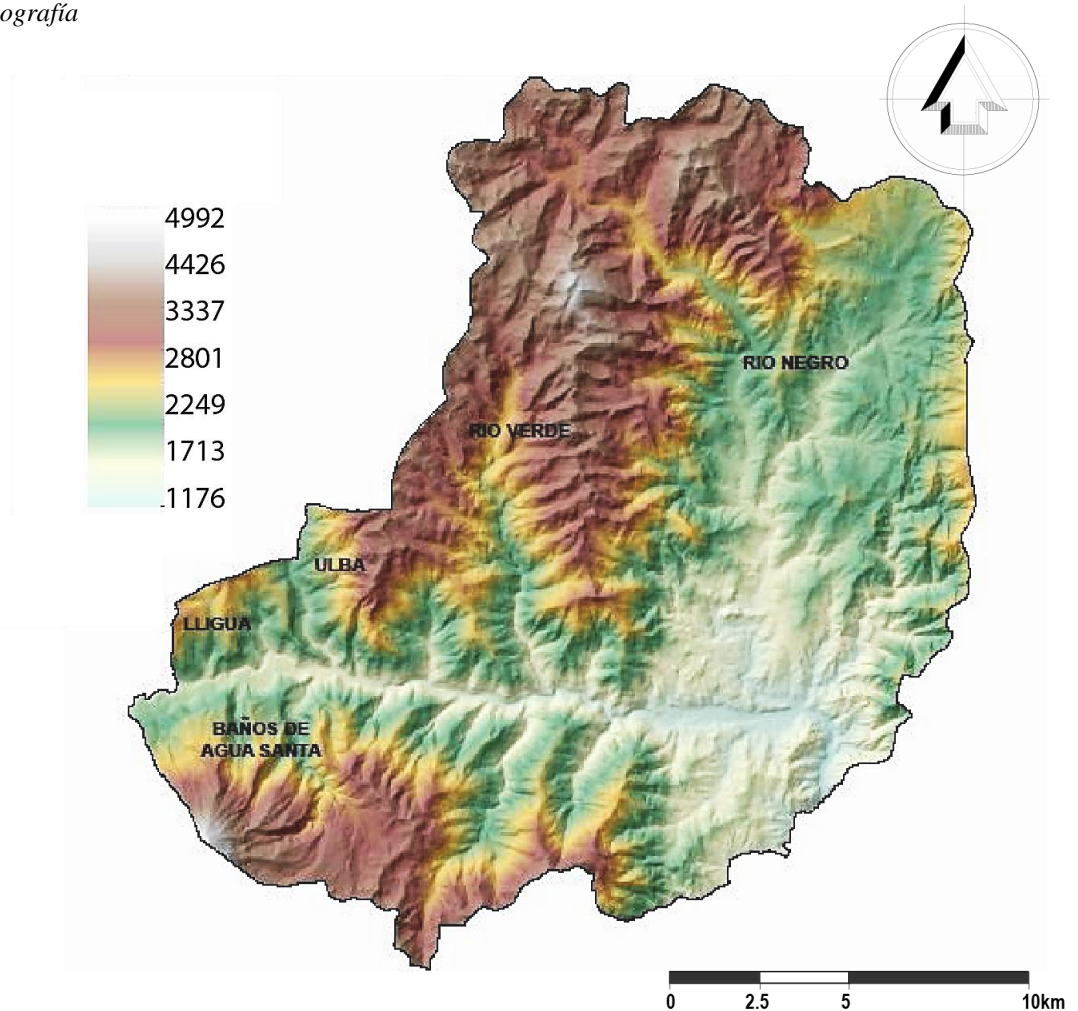 ografía
4992
4426
3337
2801
2249
1713
1176
RIO NEGRO
RIO VERDE
ULBA
LLIGUA
BAÑOS DE
AGUA SANTA
0 2.5 5 10km